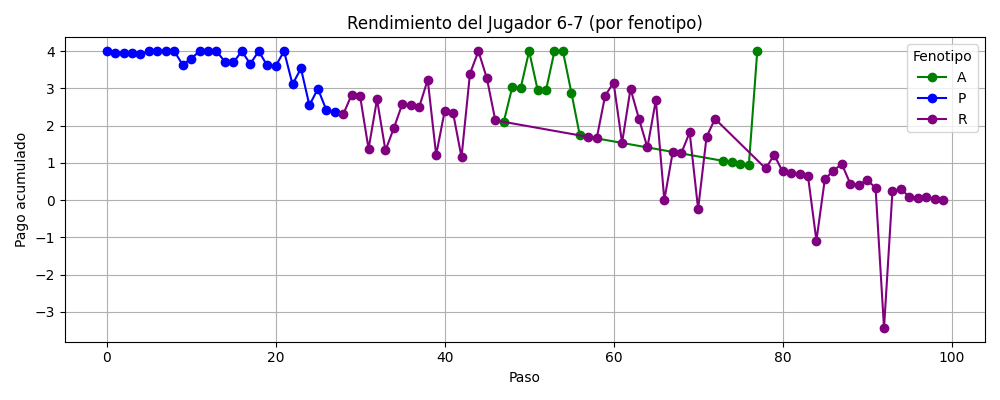 Rendimiento del Jugador 6-7 (por fenotipo)
Pago acumulado
4
3
2
1
0
−1
−2
−3
Fenotipo
A
P
R
0 20 40 60 80 100
Paso